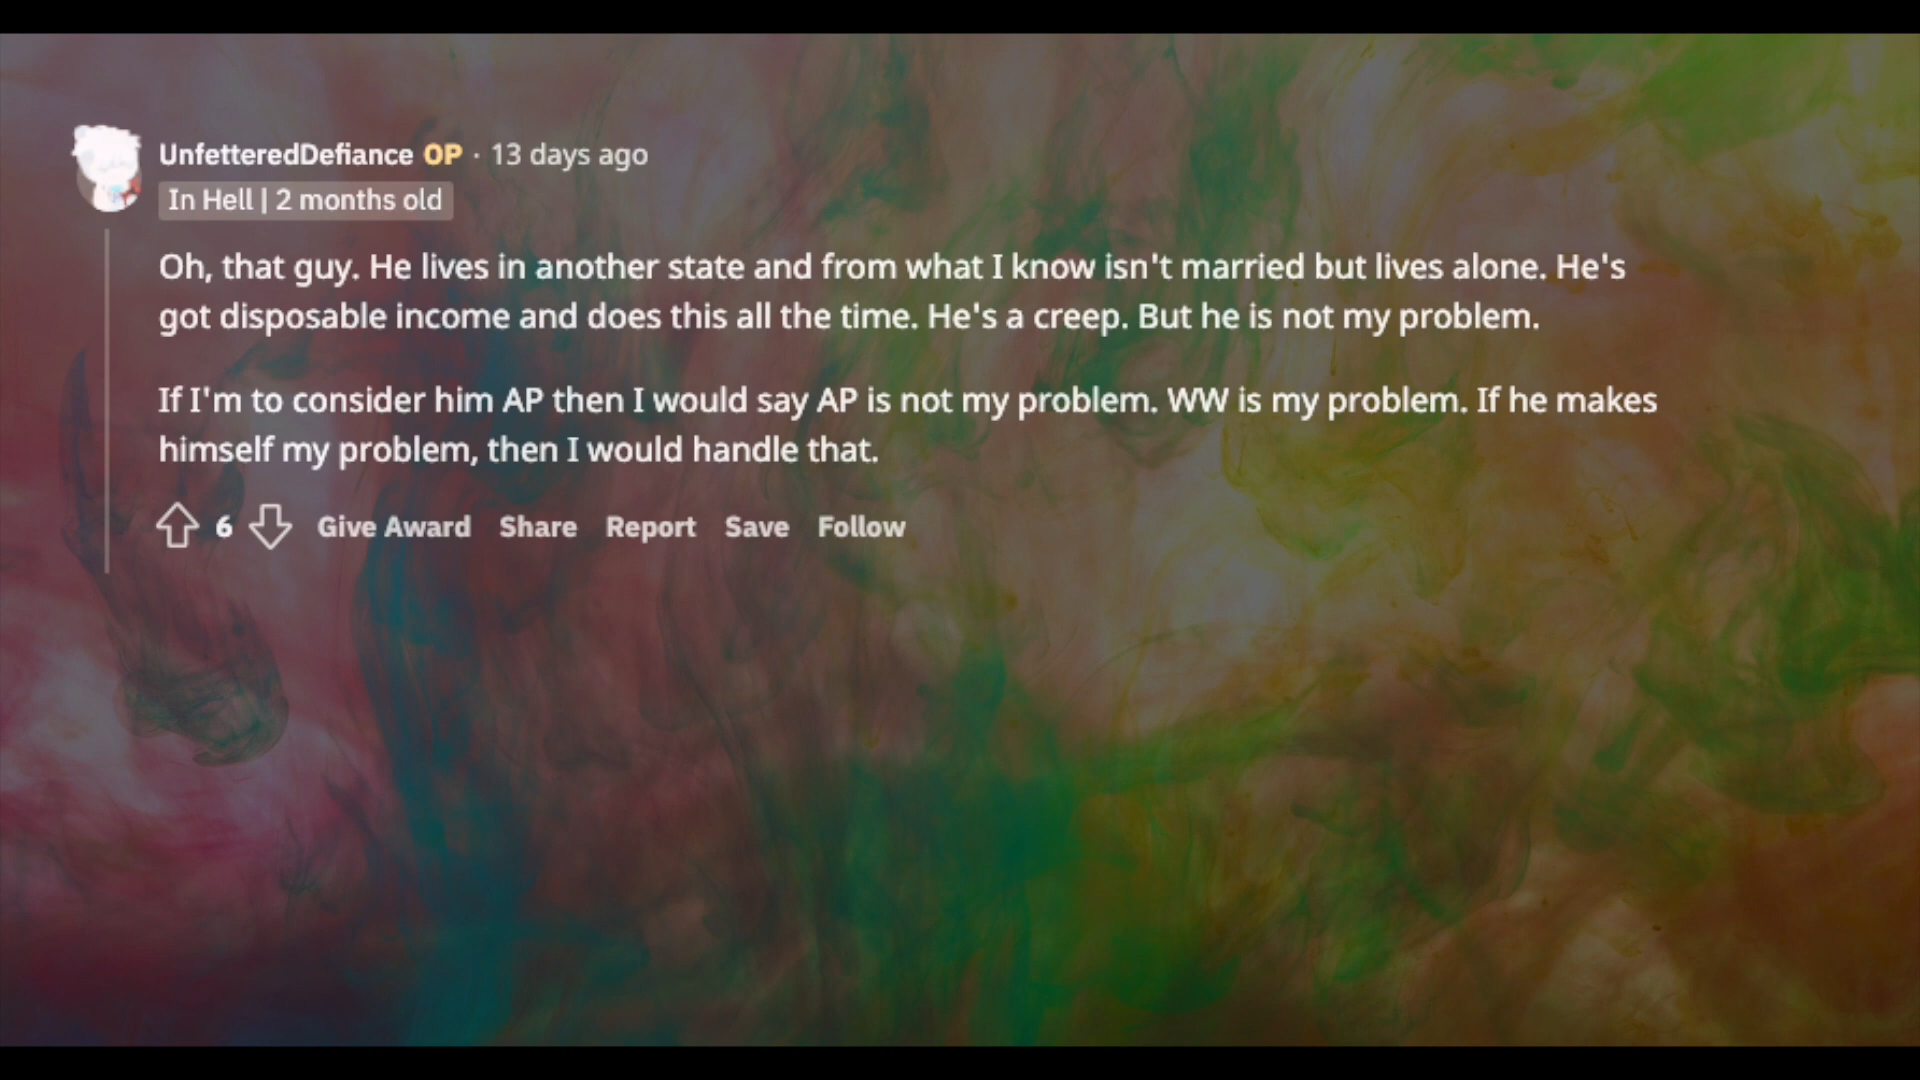 UnfetteredDefiance OP · 13 days ago
In Hell | 2 months old
Oh, that guy. He lives in another state and from what I know isn't married but lives alone. He's
got disposable income and does this all the time. He's a creep. But he is not my problem.
If I'm to consider him AP then I would say AP is not my problem. WW is my problem. If he makes
himself my problem, then I would handle that.
6 Give Award Share Report Save Follow